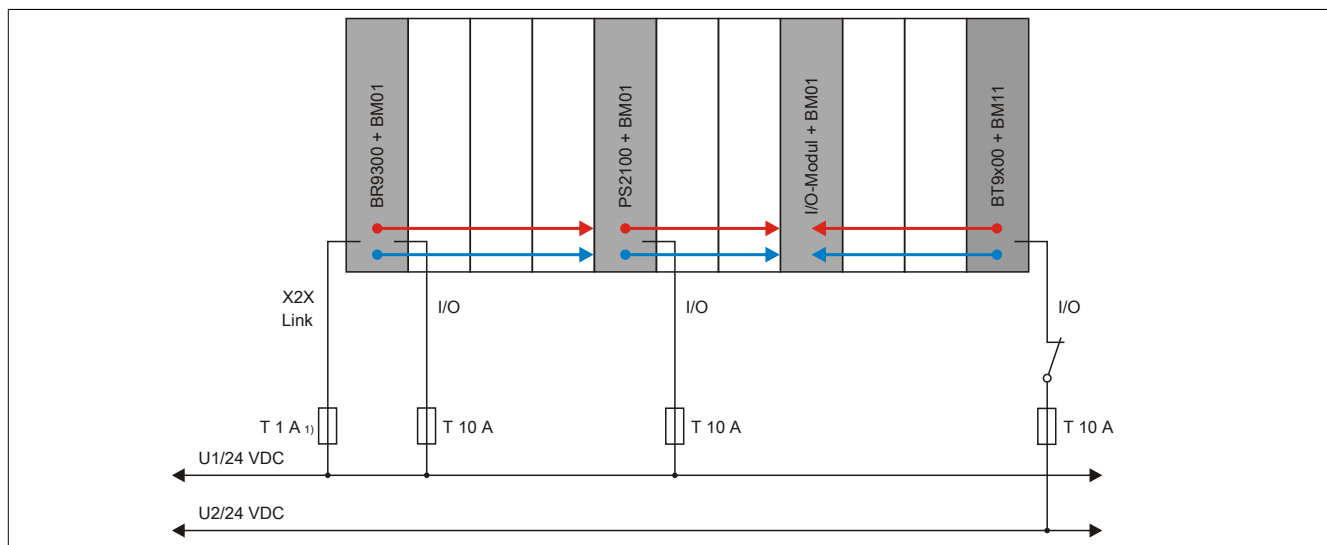 BR9300 + BM01
PS2100 + BM01
I/O-Modul + BM01
BT9x00 + BM11
X2X
Link
I/O
I/O
I/O
T 1 A 1)
T 10 A
T 10 A
T 10 A
U1/24 VDC
U2/24 VDC